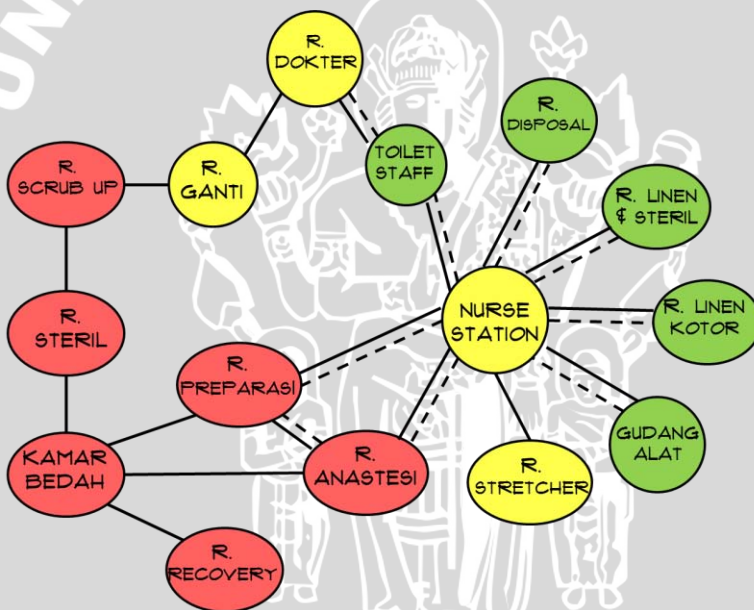 UNI
R.
DOKTER
R.
DISPOSAL
TOILET
STAFF
R.
SCRUB UP
R.
GANTI
R. LINEN
& STERIL
NURSE
STATION
R. LINEN
KOTOR
R.
STERIL
R.
PREPARASI
GUDANG
ALAT
KAMAR
BEDAH
R.
ANASTESI
R.
STRETCHER
R.
RECOVERY